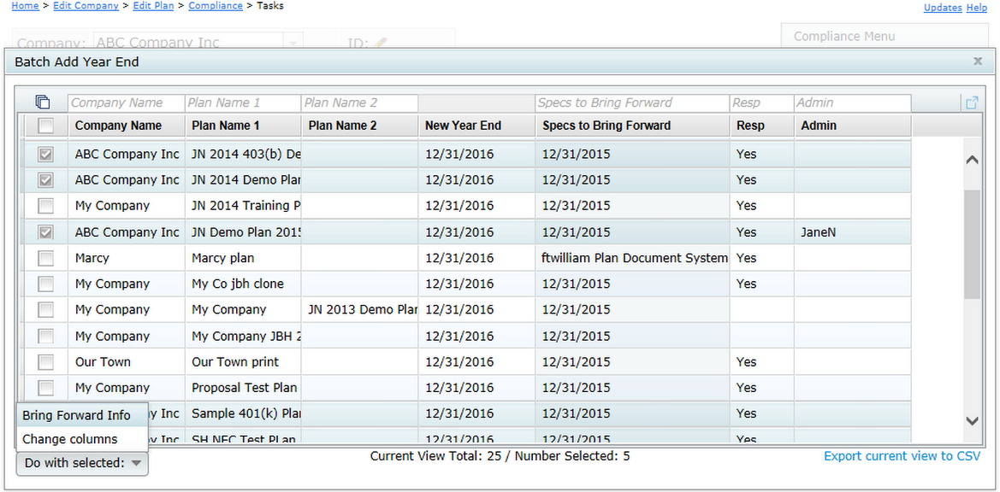 Home > Edit Company > Edit Plan > Compliance > Tasks
Updates Help
Company: ABC Company Inc ID: Compliance Menu
Batch Add Year End x
Company Name Plan Name 1 Plan Name 2 Specs to Bring Forward Resp Admin
Company Name Plan Name 1 Plan Name 2 New Year End Specs to Bring Forward Resp Admin
ABC Company Inc JN 2014 403(b) De 12/31/2016 12/31/2015 Yes
ABC Company Inc JN 2014 Demo Plan 12/31/2016 12/31/2015 Yes
My Company JN 2014 Training P 12/31/2016 12/31/2015 Yes
ABC Company Inc JN Demo Plan 2015 12/31/2016 12/31/2015 Yes JaneN
Marcy Marcy plan 12/31/2016 ftwilliam Plan Document System Yes
My Company My Co jbh clone 12/31/2016 12/31/2015 Yes
My Company My Company JN 2013 Demo Plan 12/31/2016 12/31/2015
My Company My Company JBH 2 12/31/2016 12/31/2015
Our Town Our Town print 12/31/2016 12/31/2015 Yes
My Company Proposal Test Plan 12/31/2016 12/31/2015 Yes
Bring Forward Info y Inc Sample 401(k) Plan 12/31/2016 12/31/2015 Yes
Change columns y Inc SH NEC Test Plan 12/31/2016 12/31/2015 Yes
Do with selected:
Current View Total: 25 / Number Selected: 5
Export current view to CSV